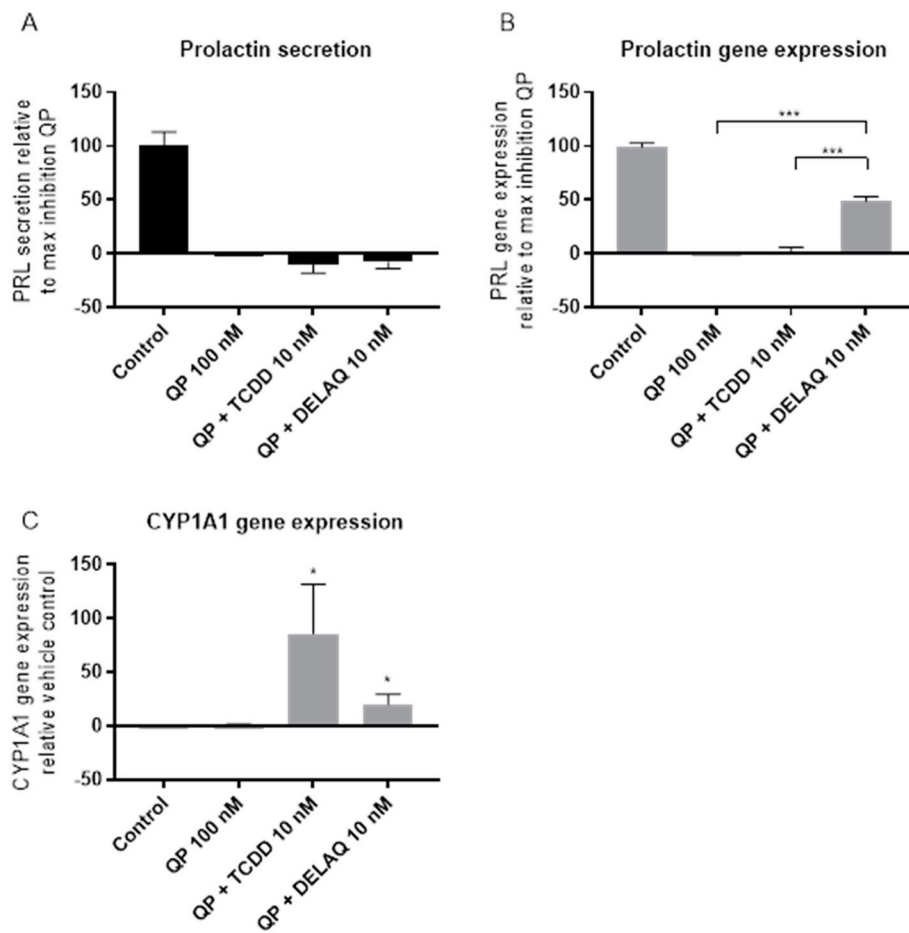 A
Prolactin secretion
PRL secretion relative
to max inhibition QP
150
100
50
0
-50
Control
QP 100 nM
QP + TCDD 10 nM
QP + DELAQ 10 nM
B
Prolactin gene expression
PRL gene expression
relative to max inhibition QP
150
100
50
0
-50
***
***
Control
QP 100 nM
QP + TCDD 10 nM
QP + DELAQ 10 nM
C
CYP1A1 gene expression
CYP1A1 gene expression
relative vehicle control
150
100
50
0
-50
*
*
Control
QP 100 nM
QP + TCDD 10 nM
QP + DELAQ 10 nM